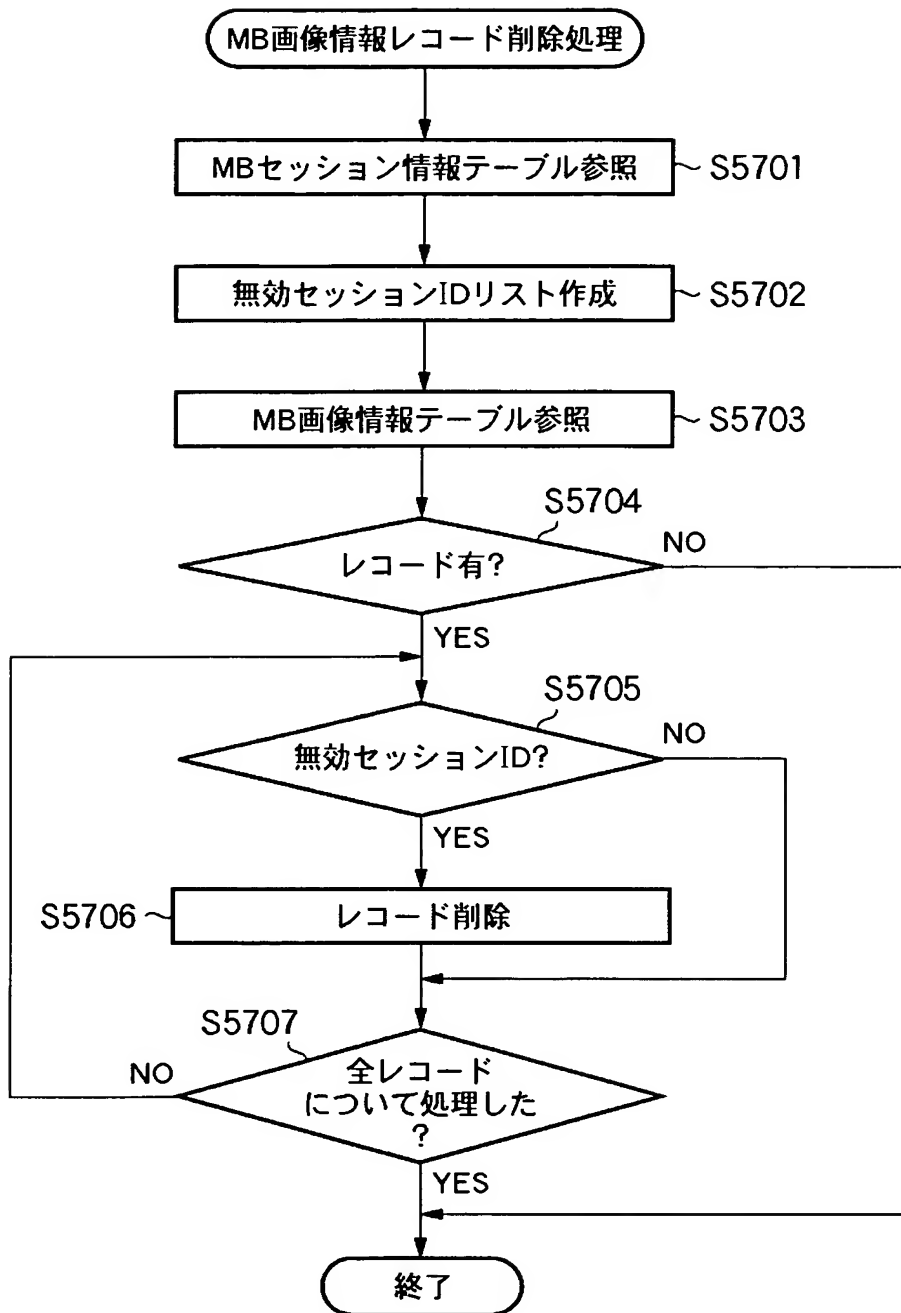 MB画像情報レコード削除処理
MBセッション情報テーブル参照
S5701
無効セッションIDリスト作成
S5702
MB画像情報テーブル参照
S5703
S5704
レコード有?
NO
YES
S5705
無効セッションID?
NO
YES
S5706
レコード削除
S5707
NO
全レコード
について処理した
?
YES
終了